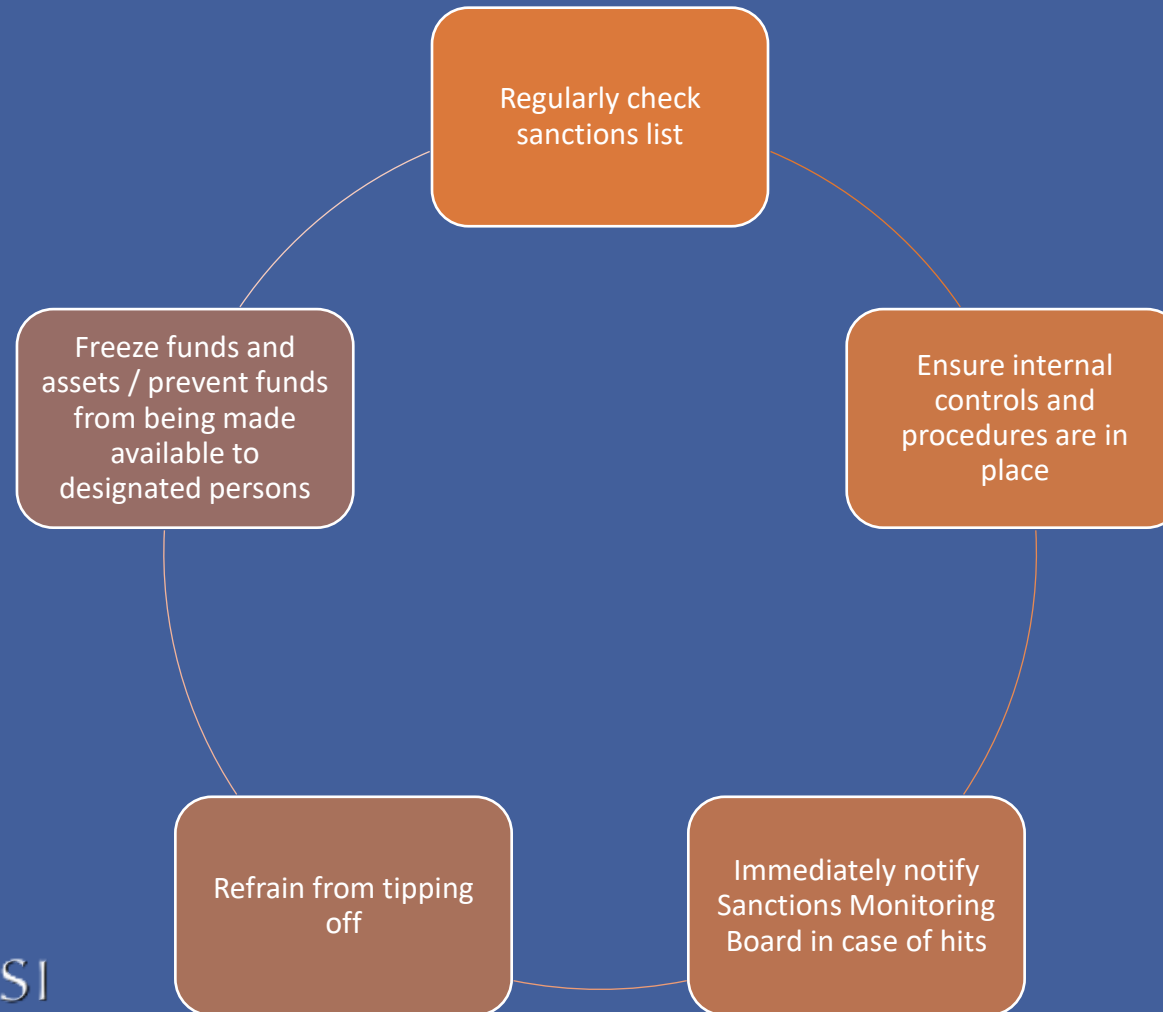 Regularly check
sanctions list
Ensure internal
controls and
procedures are in
place
Immediately notify
Sanctions Monitoring
Board in case of hits
Refrain from tipping
off
Freeze funds and
assets / prevent funds
from being made
available to
designated persons
SI